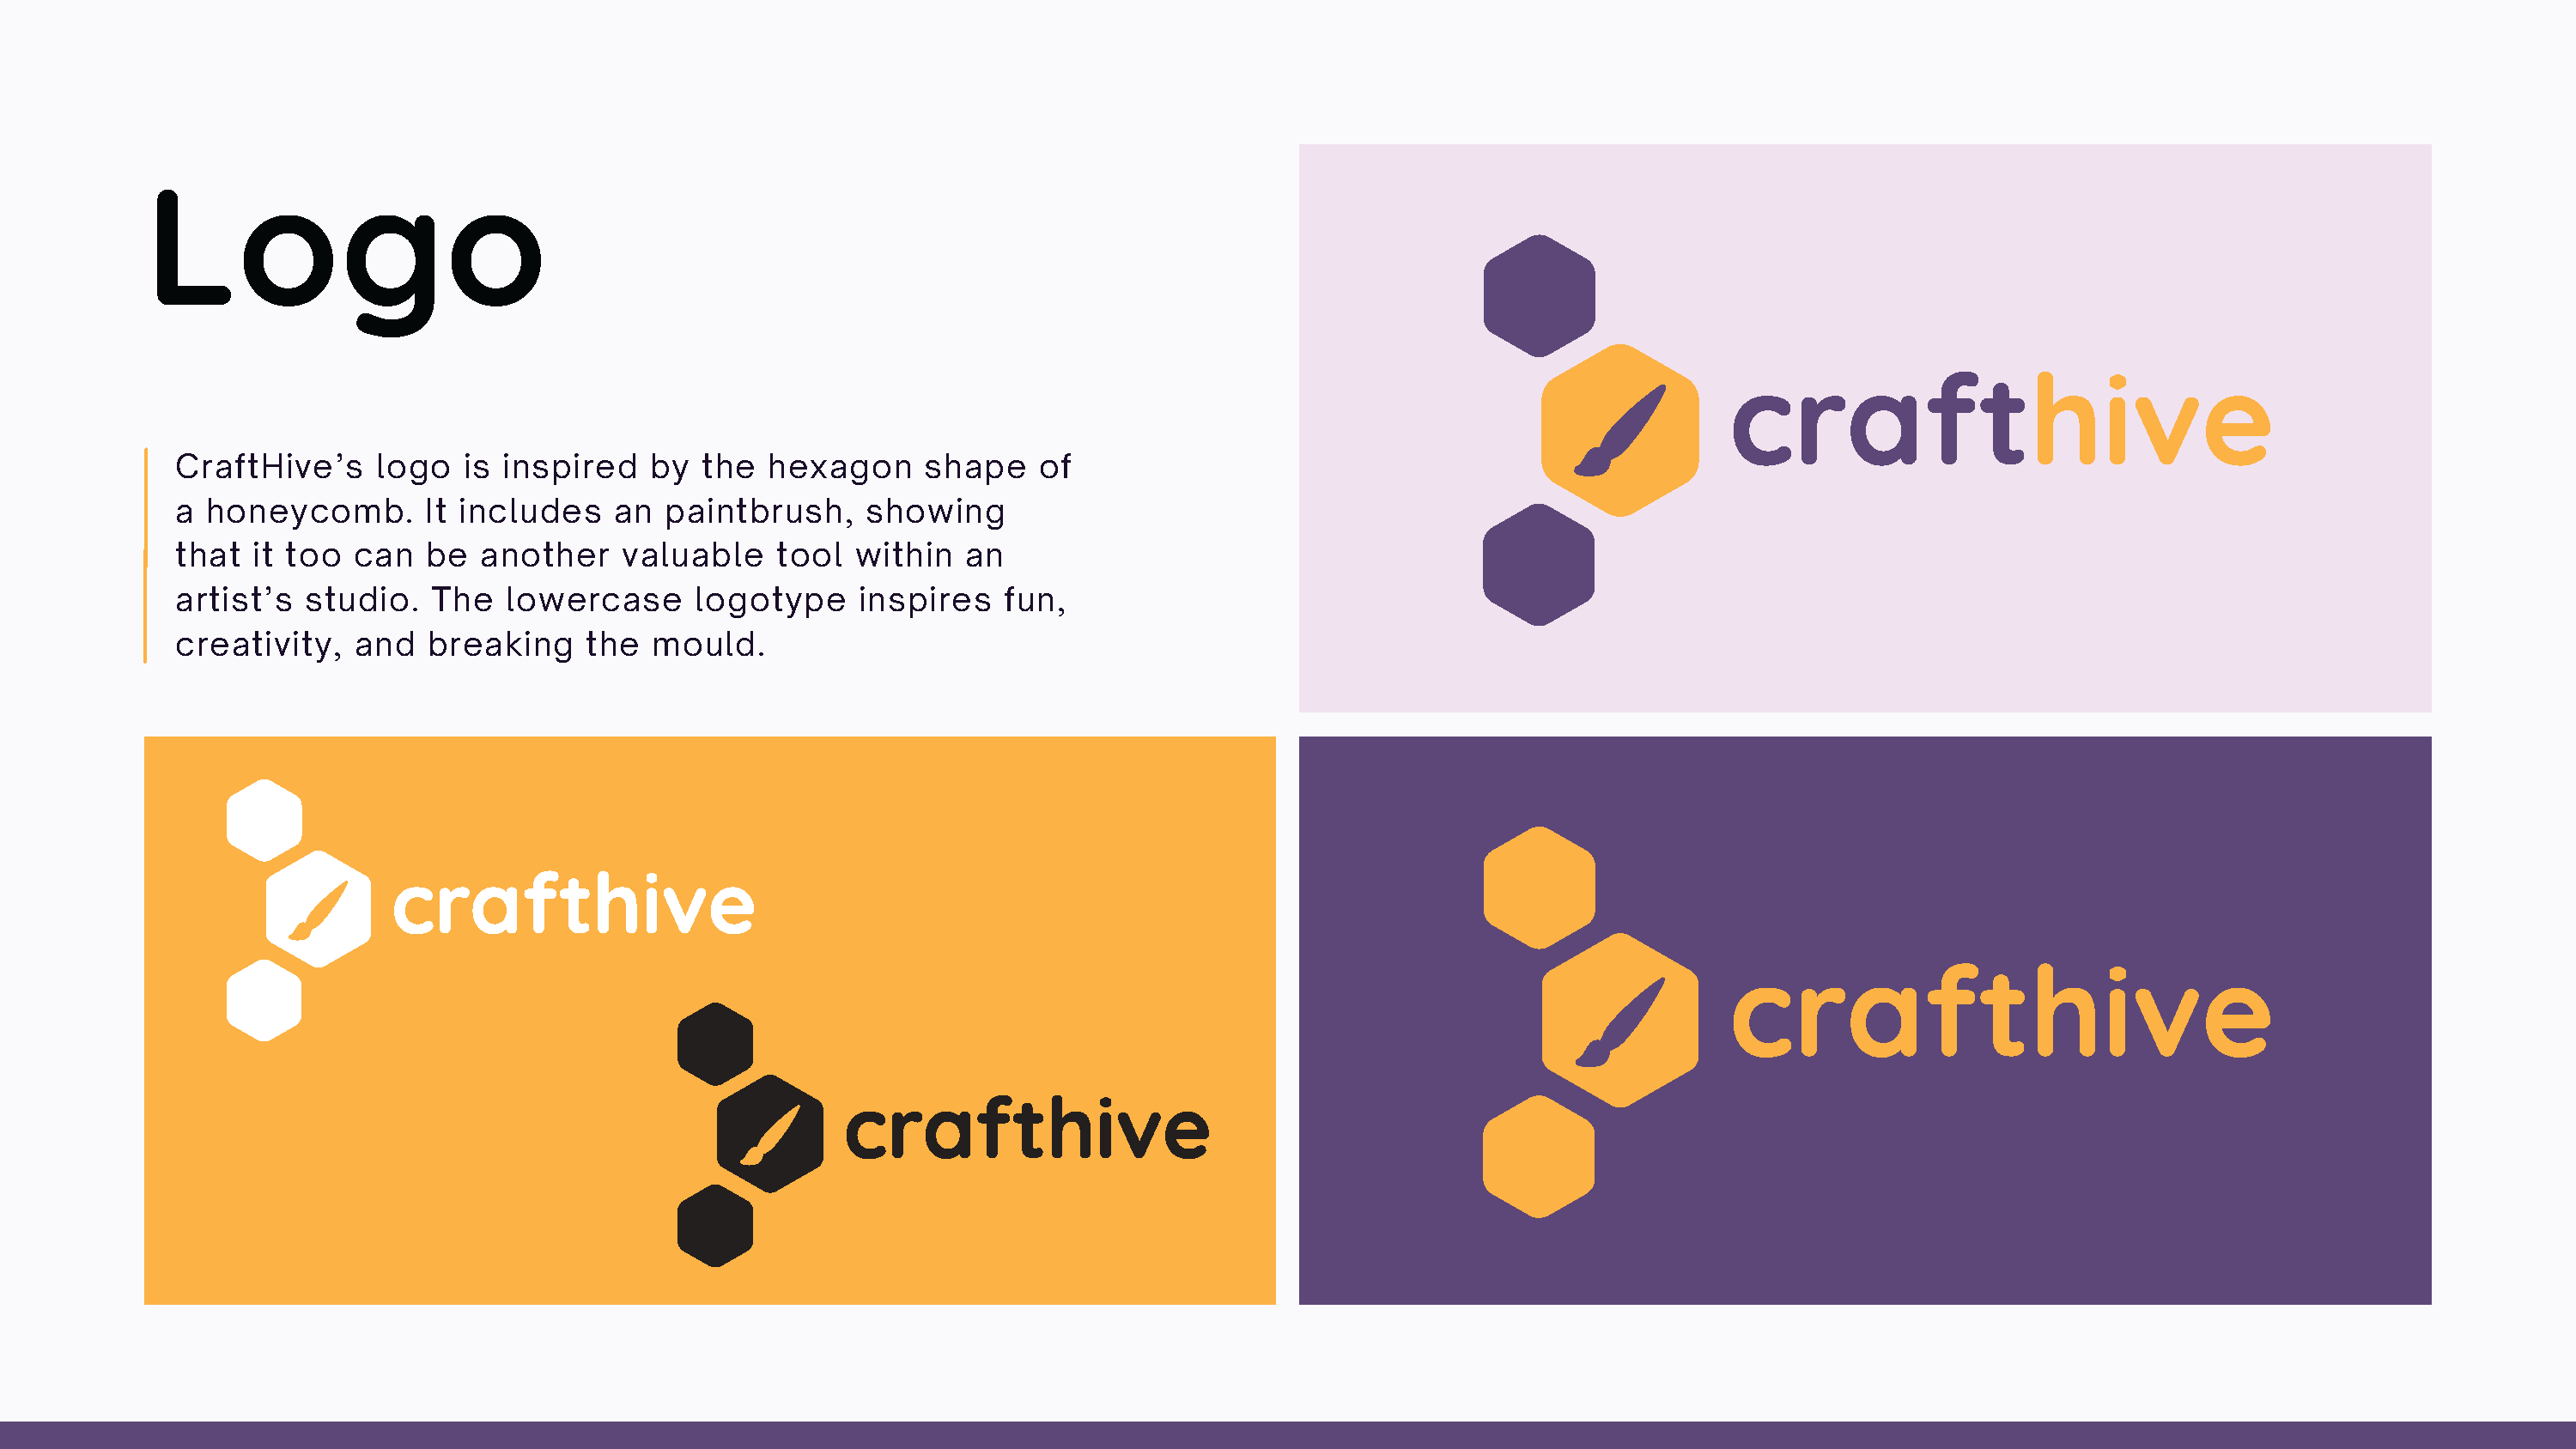 Logo
CraftHive’s logo is inspired by the hexagon shape of
a honeycomb. It includes an paintbrush, showing
that it too can be another valuable tool within an
artist’s studio. The lowercase logotype inspires fun,
creativity, and breaking the mould.
crafthive
crafthive
crafthive
crafthive